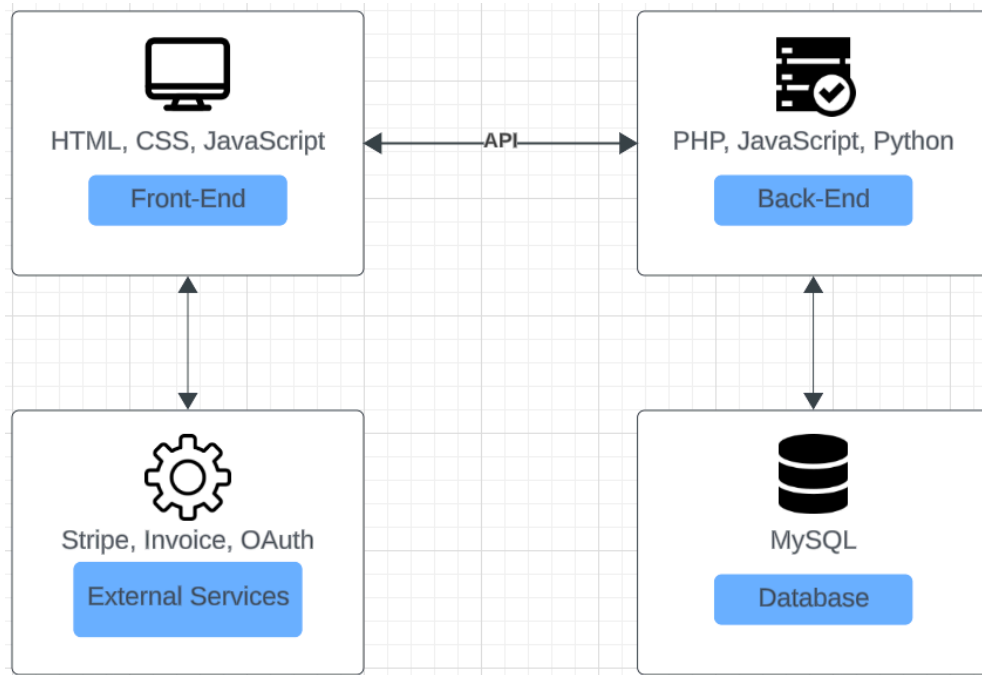 HTML, CSS, JavaScript
Front-End
API
PHP, JavaScript, Python
Back-End
Stripe, Invoice, OAuth
External Services
MySQL
Database